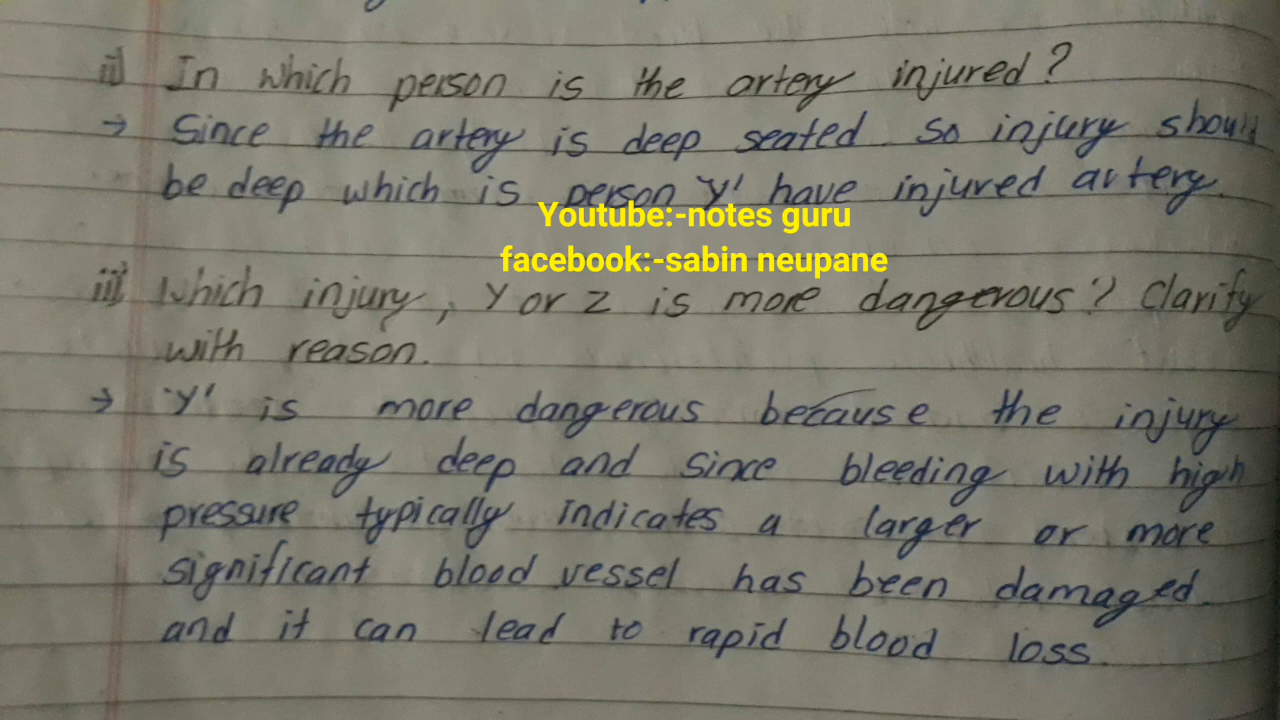 ii) In which person is the artery injured?
→ Since the artery is deep seated. So injury should
be deep which is person 'y' have injured artery.
Youtube:-notes guru
facebook:-sabin neupane
iii) Which injury, Y or Z is more dangerous? Clarify
with reason.
→ 'Y' is more dangerous because the injury
is already deep and since bleeding with high
pressure typically indicates a larger or more
significant blood vessel has been damaged.
and it can lead to rapid blood loss.